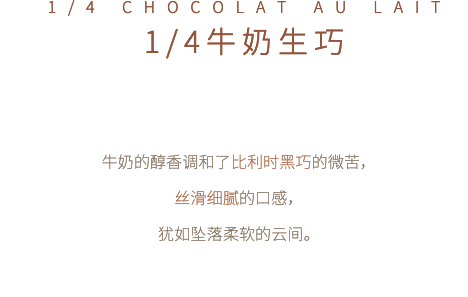 1/4 CHOCOLAT AU LAIT
1/4牛奶生巧
牛奶的醇香调和了比利时黑巧的微苦，
丝滑细腻的口感，
犹如坠落柔软的云间。